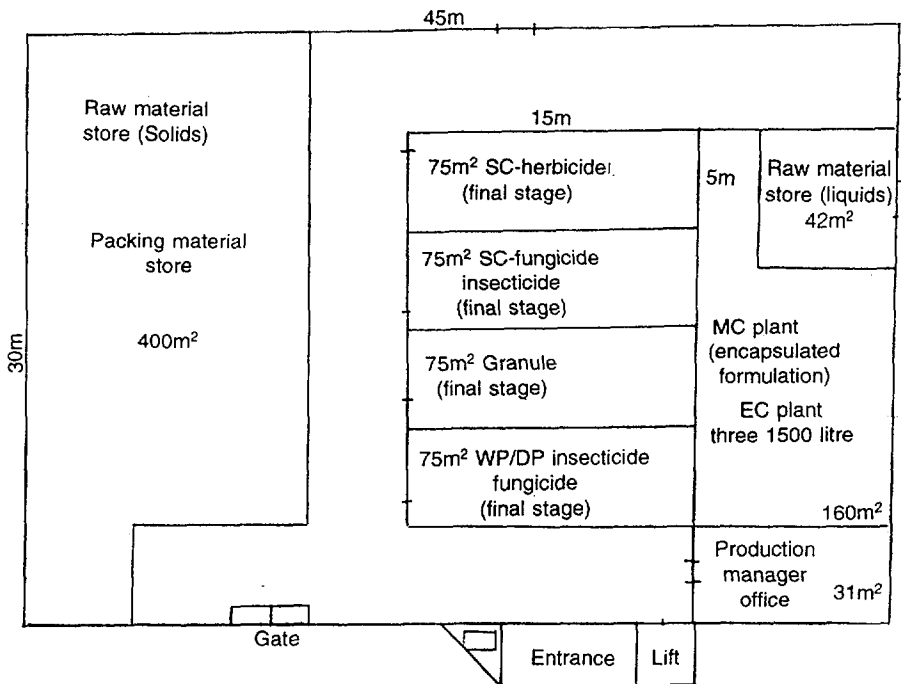 45m
30m
Raw material
store (Solids)
Packing material
store
400m²
15m
75m² SC-herbicide
(final stage)
75m² SC-fungicide
insecticide
(final stage)
75m² Granule
(final stage)
75m² WP/DP insecticide
fungicide
(final stage)
5m
Raw material
store (liquids)
42m²
MC plant
(encapsulated
formulation)
EC plant
three 1500 litre
160m²
Production
manager
office
31m²
Gate
Entrance
Lift